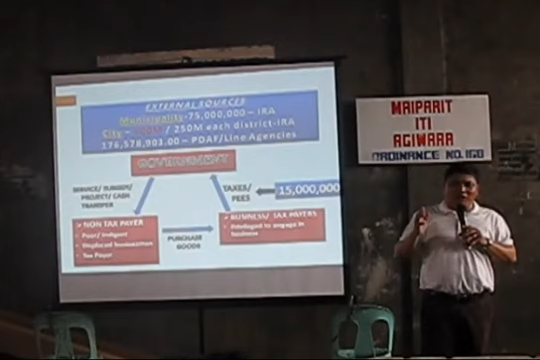 EXTERNAL SOURCES
Municipality-75,000,000 – IRA
City – / 250M each district-IRA
176,578,901.00 – PDAF/Line Agencies
GOVERNMENT
SERVICE/ SUBSIDY/
PROJECT/ CASH
TRANSFER
TAXES/
FEES
15,000,000
NON TAX PAYER
Poor/ Indigent
Tax Payer
PURCHASE
GOODS
BUSINESS/ TAX PAYERS
Privileged to engage in
business
MAIPARIT
ITI
AGIWARA
ORDINANCE NO.